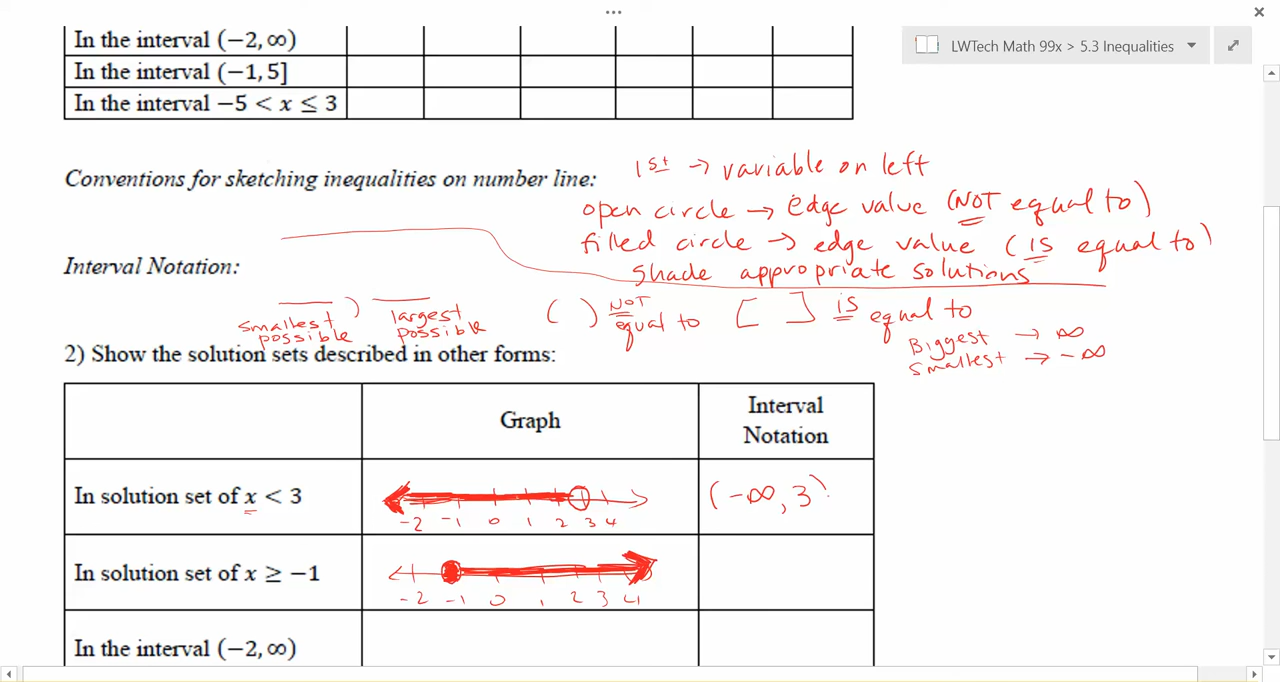 LWTech Math 99x > 5.3 Inequalities
In the interval (−2, ∞)
In the interval (−1, 5]
In the interval −5 < x ≤ 3
Conventions for sketching inequalities on number line:
1st → variable on left
open circle → edge value (NOT equal to)
filled circle → edge value (IS equal to)
shade appropriate solutions
Interval Notation:
smallest possible , largest possible
( ) NOT equal to [ ] IS equal to
Biggest → ∞
Smallest → -∞
2) Show the solution sets described in other forms:
Graph
Interval Notation
In solution set of x < 3
-2 -1 0 1 2 3 4
(-∞, 3)
In solution set of x ≥ −1
-2 -1 0 1 2 3 4
In the interval (−2, ∞)